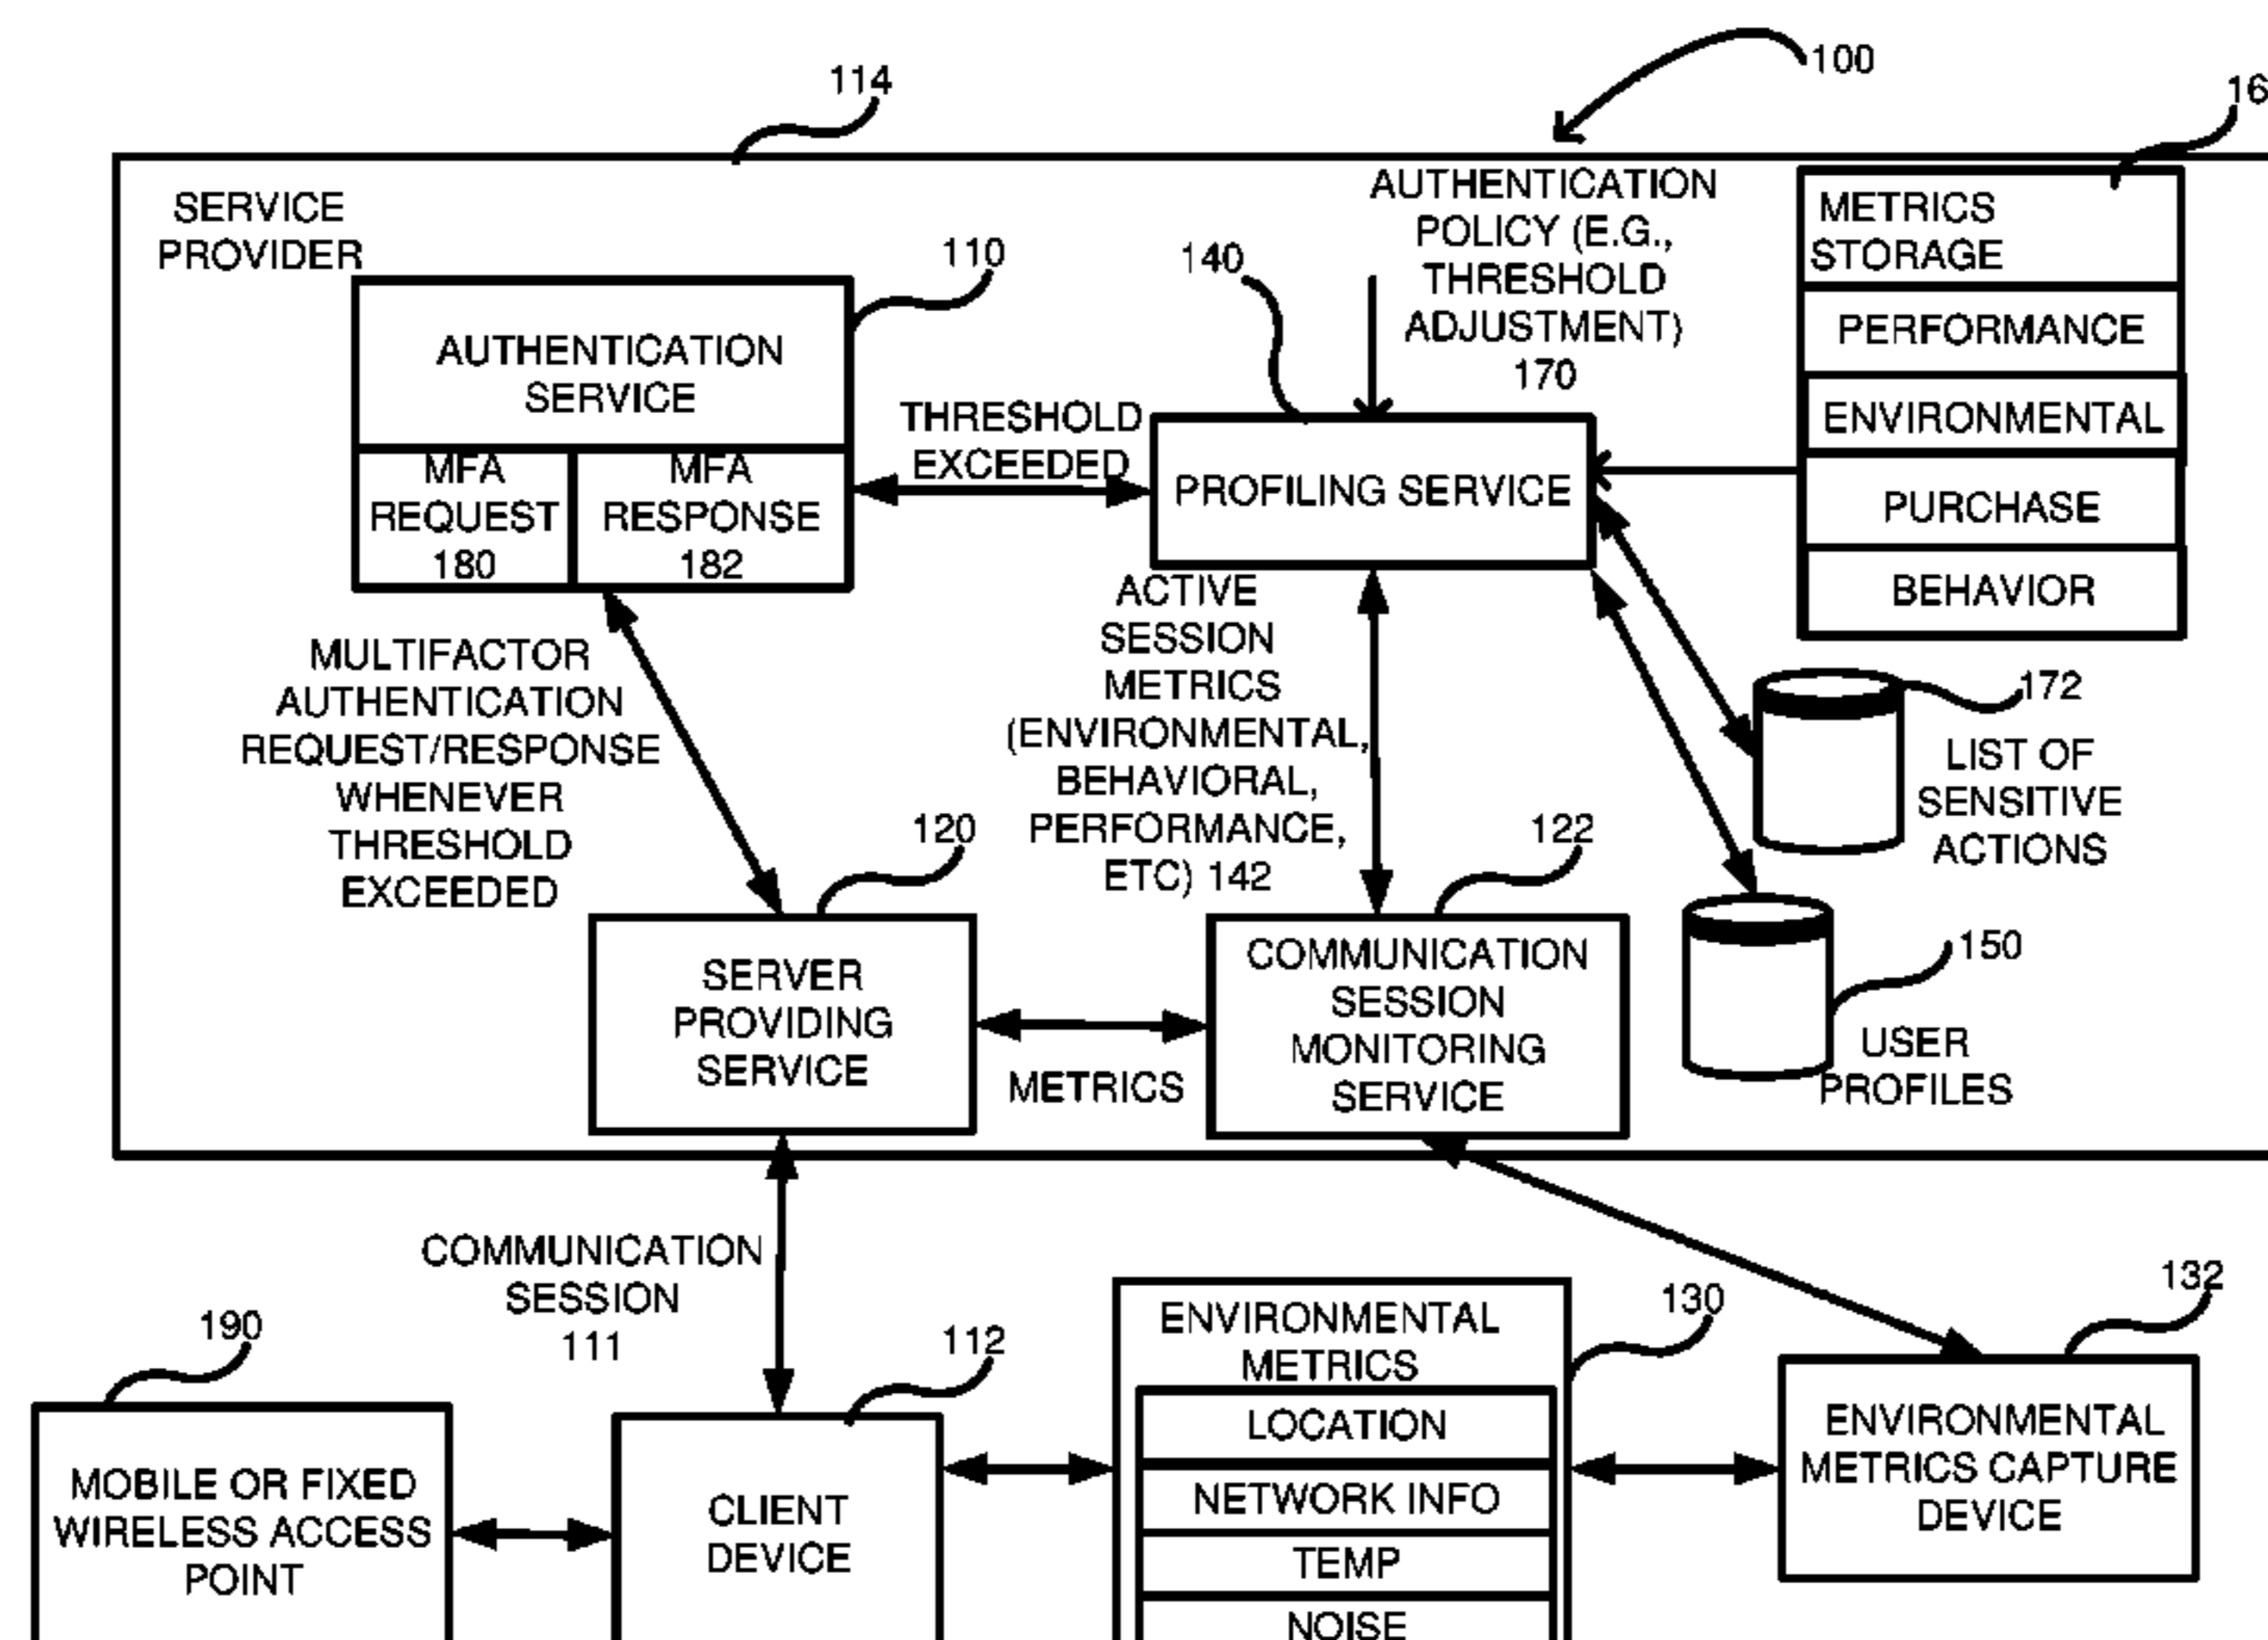 100
114
16
SERVICE
PROVIDER
AUTHENTICATION
POLICY (E.G.,
THRESHOLD
ADJUSTMENT)
170
METRICS
STORAGE
PERFORMANCE
ENVIRONMENTAL
PURCHASE
BEHAVIOR
110
140
AUTHENTICATION
SERVICE
MFA
REQUEST
180
MFA
RESPONSE
182
THRESHOLD
EXCEEDED
PROFILING SERVICE
MULTIFACTOR
AUTHENTICATION
REQUEST/RESPONSE
WHENEVER
THRESHOLD
EXCEEDED
ACTIVE
SESSION
METRICS
(ENVIRONMENTAL,
BEHAVIORAL,
PERFORMANCE,
ETC) 142
172
LIST OF
SENSITIVE
ACTIONS
120
122
SERVER
PROVIDING
SERVICE
METRICS
COMMUNICATION
SESSION
MONITORING
SERVICE
150
USER
PROFILES
COMMUNICATION
SESSION
111
190
112
130
132
MOBILE OR FIXED
WIRELESS ACCESS
POINT
CLIENT
DEVICE
ENVIRONMENTAL
METRICS
LOCATION
NETWORK INFO
TEMP
NOISE
ENVIRONMENTAL
METRICS CAPTURE
DEVICE